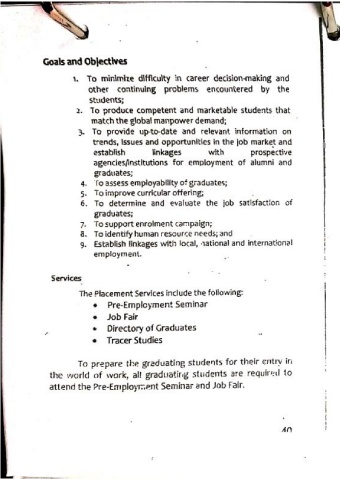 Goals and Objectives
1. To minimize difficulty in career decision-making and
other continuing problems encountered by the
students;
2. To produce competent and marketable students that
match the global manpower demand;
3. To provide up-to-date and relevant information on
trends, issues and opportunities in the job market and
establish linkages with prospective
agencies/institutions for employment of alumni and
graduates;
4. To assess employability of graduates;
5. To improve curricular offering;
6. To determine and evaluate the job satisfaction of
graduates;
7. To support enrolment campaign;
8. To identify human resource needs; and
9. Establish linkages with local, national and international
employment.
Services
The Placement Services include the following:
• Pre-Employment Seminar
• Job Fair
• Directory of Graduates
• Tracer Studies
To prepare the graduating students for their entry in
the world of work, all graduating students are required to
attend the Pre-Employment Seminar and Job Fair.
40